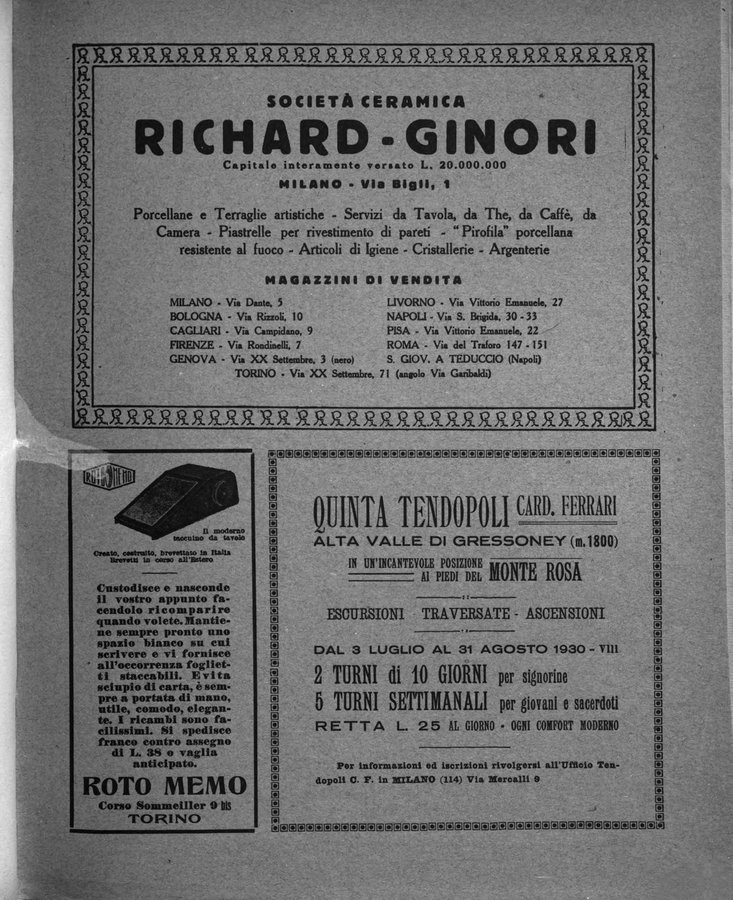 SOCIETÀ CERAMICA
RICHARD - GINORI
Capitale interamente versato L. 20.000.000
MILANO - Via Bigli, 1
Porcellane e Terraglie artistiche - Servizi da Tavola, da The, da Caffè, da
Camera - Piastrelle per rivestimento di pareti - “Pirofila” porcellana
resistente al fuoco - Articoli di Igiene - Cristallerie - Argenterie
MAGAZZINI DI VENDITA
MILANO - Via Dante, 5
BOLOGNA - Via Rizzoli, 10
CAGLIARI - Via Campidano, 9
FIRENZE - Via Rondinelli, 7
GENOVA - Via XX Settembre, 3 (nero)
LIVORNO - Via Vittorio Emanuele, 27
NAPOLI - Via S. Brigida, 30 - 33
PISA - Via Vittorio Emanuele, 22
ROMA - Via del Traforo 147 - 151
S. GIOV. A TEDUCCIO (Napoli)
TORINO - Via XX Settembre, 71 (angolo Via Garibaldi)
ROTO MEMO
Il moderno
taccuino da tavolo
Creato, costruito, brevettato in Italia
Brevetti in corso all'Estero
Custodisce e nasconde
il vostro appunto fa-
cendolo ricomparire
quando volete. Mantie-
ne sempre pronto uno
spazio bianco su cui
scrivere e vi fornisce
all'occorrenza fogliet-
ti staccabili. Evita
sciupio di carta, è sem-
pre a portata di mano,
utile, comodo, elegan-
te. I ricambi sono fa-
cilissimi. Si spedisce
franco contro assegno
di L. 38 o vaglia
anticipato.
ROTO MEMO
Corso Sommeiller 9 bis
TORINO
QUINTA TENDOPOLI CARD. FERRARI
ALTA VALLE DI GRESSONEY (m. 1800)
IN UN'INCANTEVOLE POSIZIONE
AI PIEDI DEL MONTE ROSA
ESCURSIONI - TRAVERSATE - ASCENSIONI
DAL 3 LUGLIO AL 31 AGOSTO 1930 - VIII
2 TURNI di 10 GIORNI per signorine
5 TURNI SETTIMANALI per giovani e sacerdoti
RETTA L. 25 AL GIORNO - OGNI COMFORT MODERNO
Per informazioni ed iscrizioni rivolgersi all'Ufficio Ten-
dopoli C. F. in MILANO (114) Via Mercalli 9